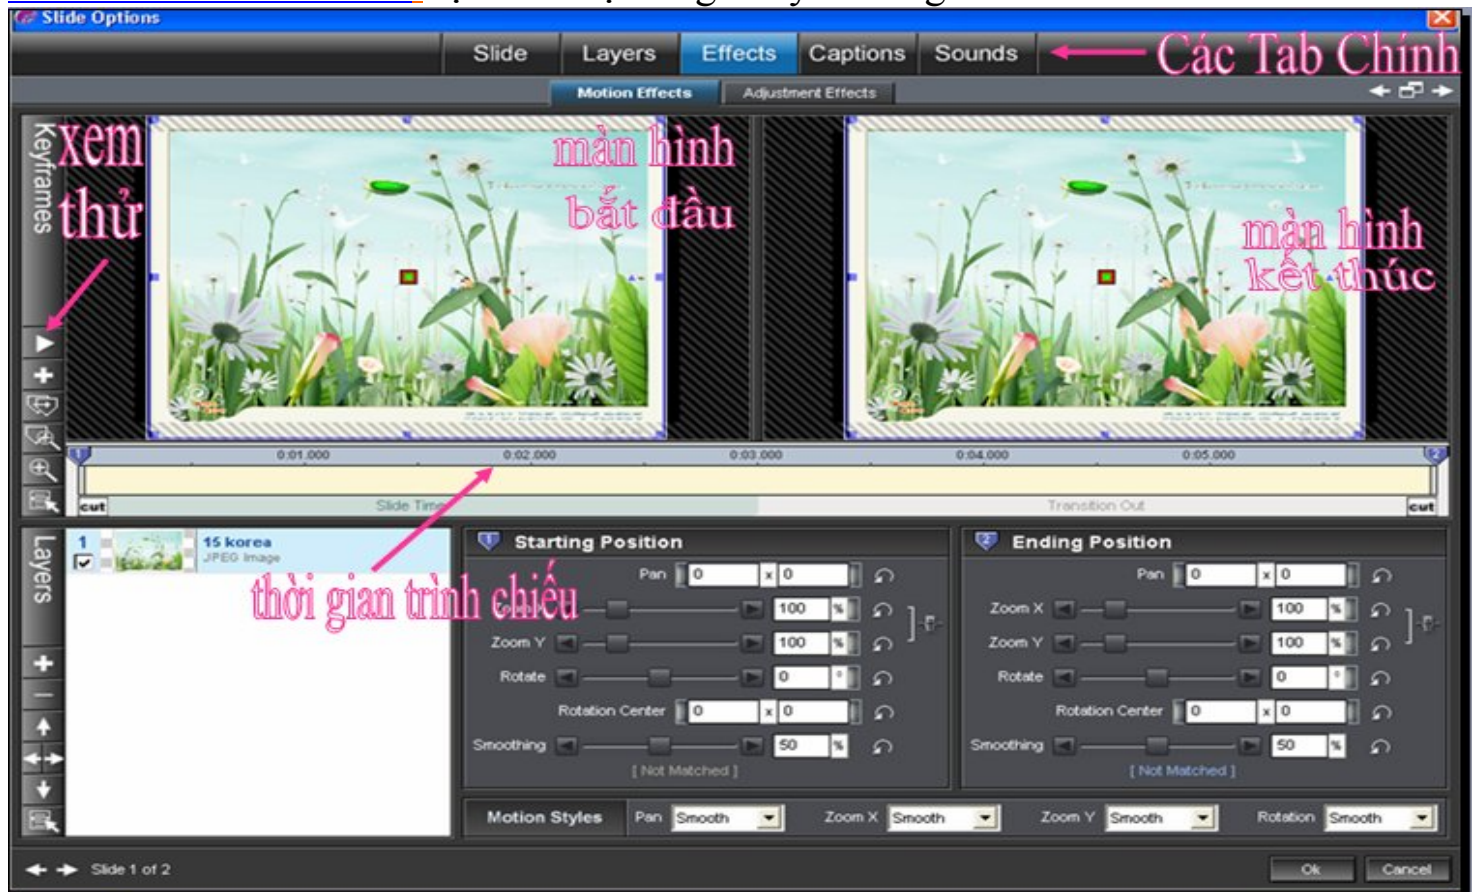 Slide Options
Slide
Layers
Effects
Captions
Sounds
Các Tab Chính
Motion Effects
Adjustment Effects
Keyframes
xem
thử
màn hình
bắt đầu
màn hình
kết thúc
0:01.000
0:02.000
0:03.000
0:04.000
0:05.000
1
2
cut
Slide Time
Transition Out
cut
Layers
1
15 korea
JPEG Image
thời gian trình chiếu
1 Starting Position
Pan 0 x 0
100 %
Zoom Y 100 %
Rotate 0 °
Rotation Center 0 x 0
Smoothing 50 %
[ Not Matched ]
2 Ending Position
Pan 0 x 0
Zoom X 100 %
Zoom Y 100 %
Rotate 0 °
Rotation Center 0 x 0
Smoothing 50 %
[ Not Matched ]
Motion Styles Pan Smooth Zoom X Smooth Zoom Y Smooth Rotation Smooth
Slide 1 of 2
Ok
Cancel